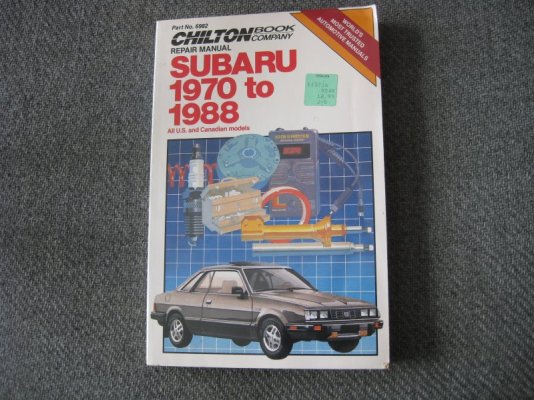 Part No. 6982
CHILTON BOOK COMPANY
REPAIR MANUAL
WORLD'S
MOST TRUSTED
AUTOMOTIVE MANUALS
SUBARU
1970 to
1988
All U.S. and Canadian models